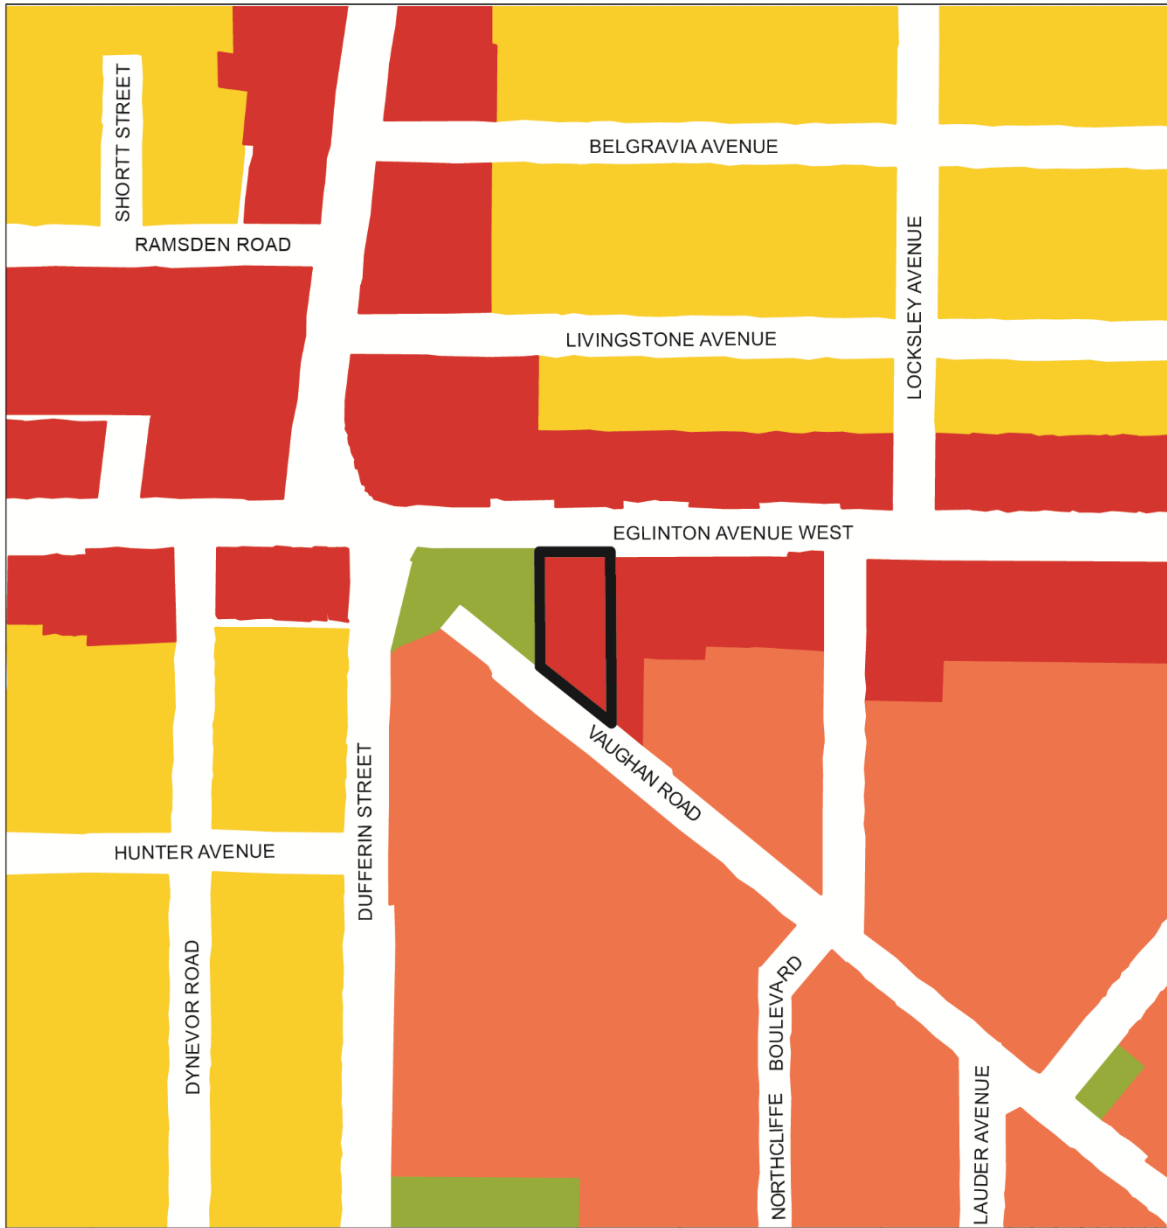 SHORTT STREET
BELGRAVIA AVENUE
RAMSDEN ROAD
LOCKSLEY AVENUE
LIVINGSTONE AVENUE
EGLINTON AVENUE WEST
VAUGHAN ROAD
DUFFERIN STREET
HUNTER AVENUE
DYNEVOR ROAD
NORTHCLIFFE BOULEVARD
LAUDER AVENUE